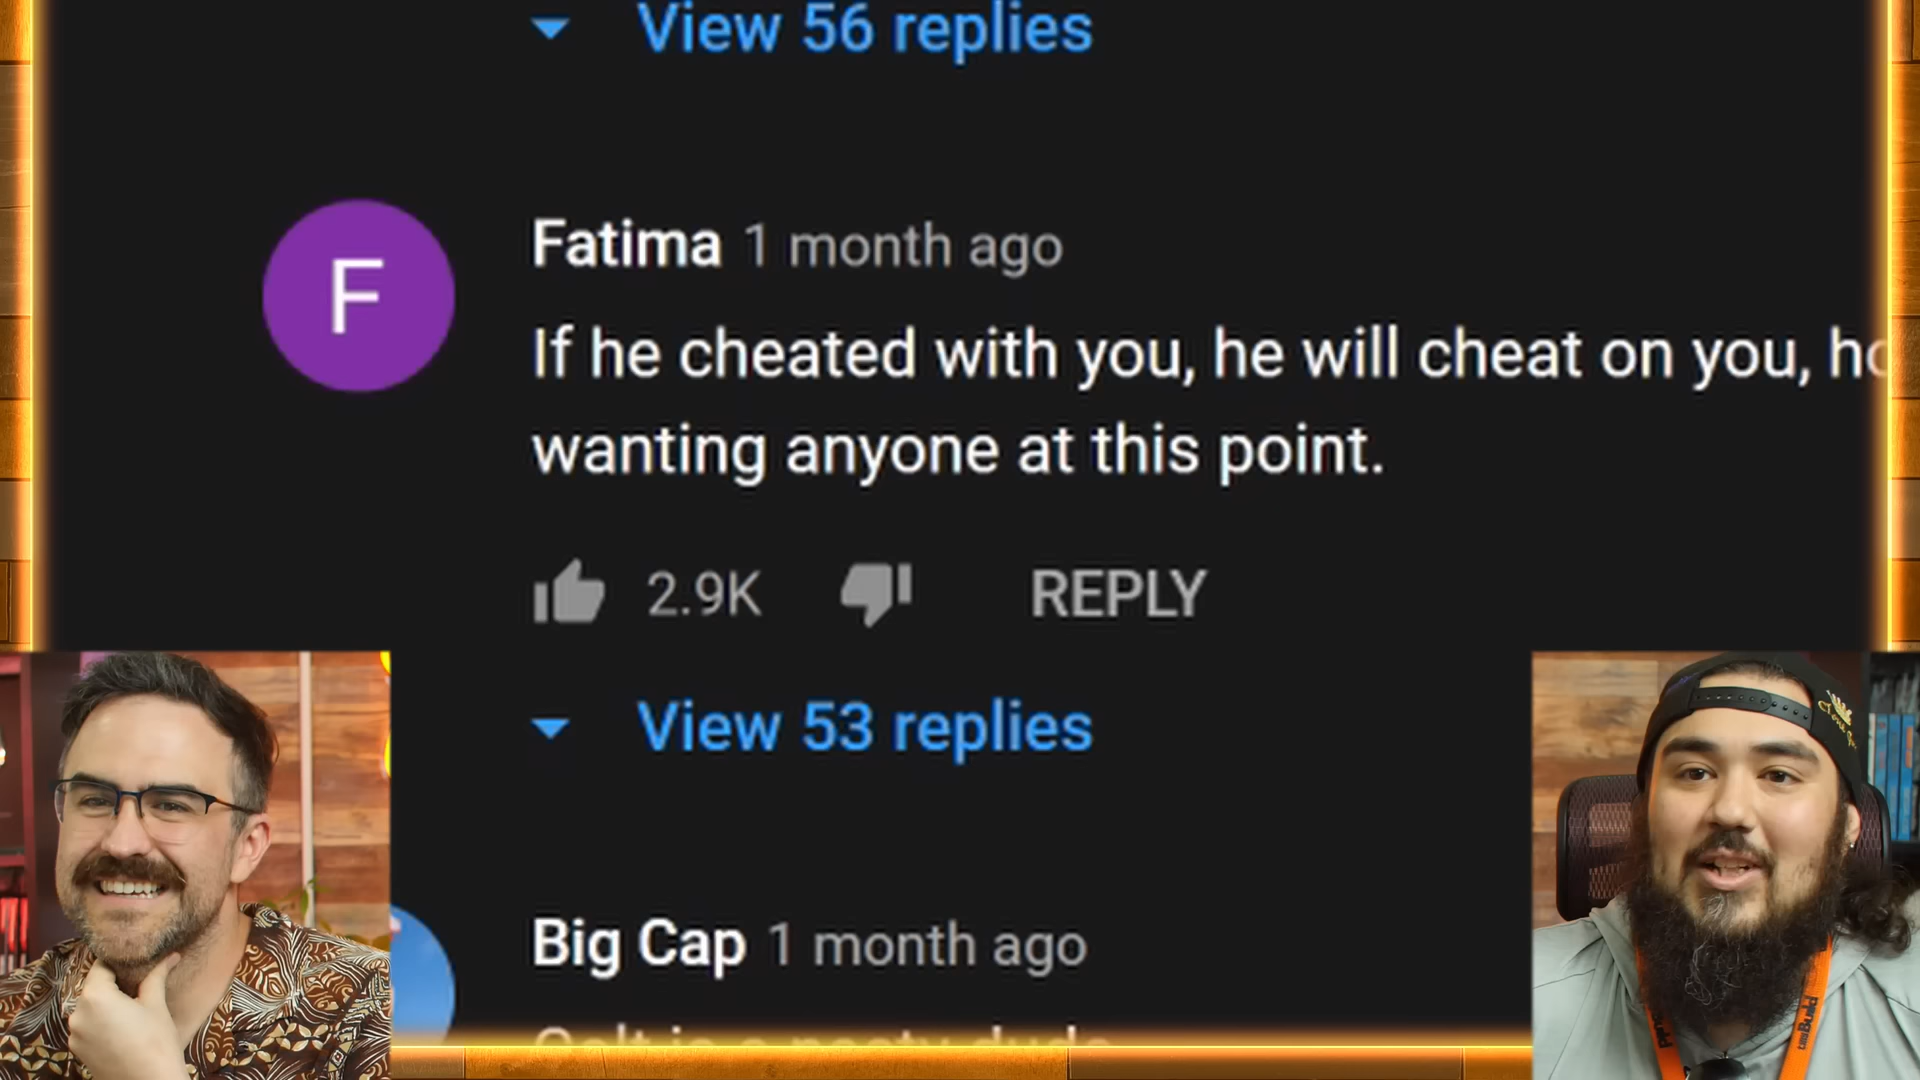 View 56 replies
F
Fatima 1 month ago
If he cheated with you, he will cheat on you,
wanting anyone at this point.
2.9K REPLY
View 53 replies
Big Cap 1 month ago